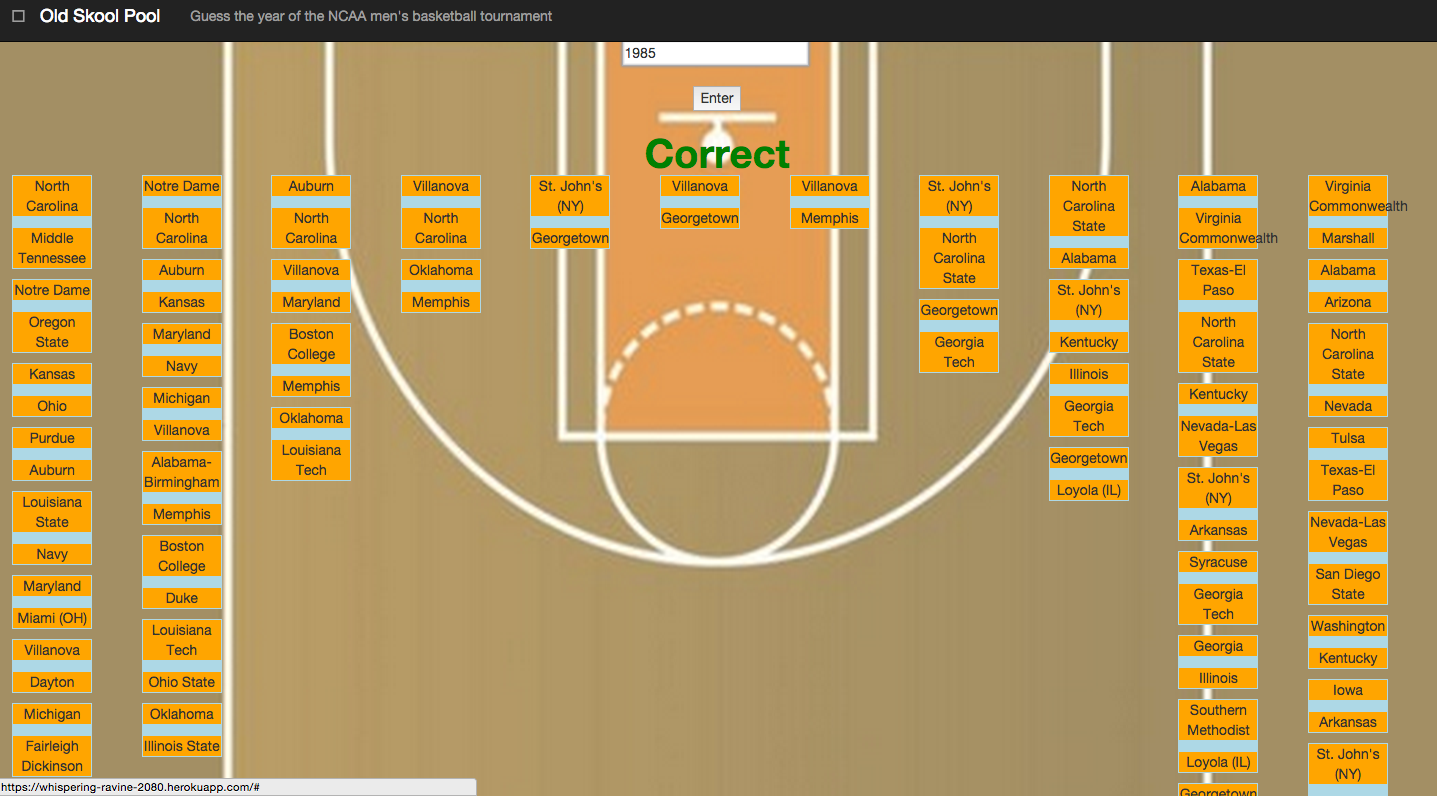 Old Skool Pool
Guess the year of the NCAA men's basketball tournament
1985
Enter
Correct
North
Carolina
Middle
Tennessee
Notre Dame
Oregon
State
Kansas
Ohio
Purdue
Auburn
Louisiana
State
Navy
Maryland
Miami (OH)
Villanova
Dayton
Michigan
Fairleigh
Dickinson
Notre Dame
North
Carolina
Auburn
Kansas
Maryland
Navy
Michigan
Villanova
Alabama-
Birmingham
Memphis
Boston
College
Duke
Louisiana
Tech
Ohio State
Oklahoma
Illinois State
Auburn
North
Carolina
Villanova
Maryland
Boston
College
Memphis
Oklahoma
Louisiana
Tech
Villanova
North
Carolina
Oklahoma
Memphis
St. John's
(NY)
Georgetown
Villanova
Georgetown
Villanova
Memphis
St. John's
(NY)
North
Carolina
State
Georgetown
Georgia
Tech
North
Carolina
State
Alabama
St. John's
(NY)
Kentucky
Illinois
Georgia
Tech
Georgetown
Loyola (IL)
Alabama
Virginia
Commonwealth
Texas-El
Paso
North
Carolina
State
Kentucky
Nevada-Las
Vegas
St. John's
(NY)
Arkansas
Syracuse
Georgia
Tech
Georgia
Illinois
Southern
Methodist
Loyola (IL)
Georgetown
Virginia
Commonwealth
Marshall
Alabama
Arizona
North
Carolina
State
Nevada
Tulsa
Texas-El
Paso
Nevada-Las
Vegas
San Diego
State
Washington
Kentucky
Iowa
Arkansas
St. John's
(NY)
https://whispering-ravine-2080.herokuapp.com/#